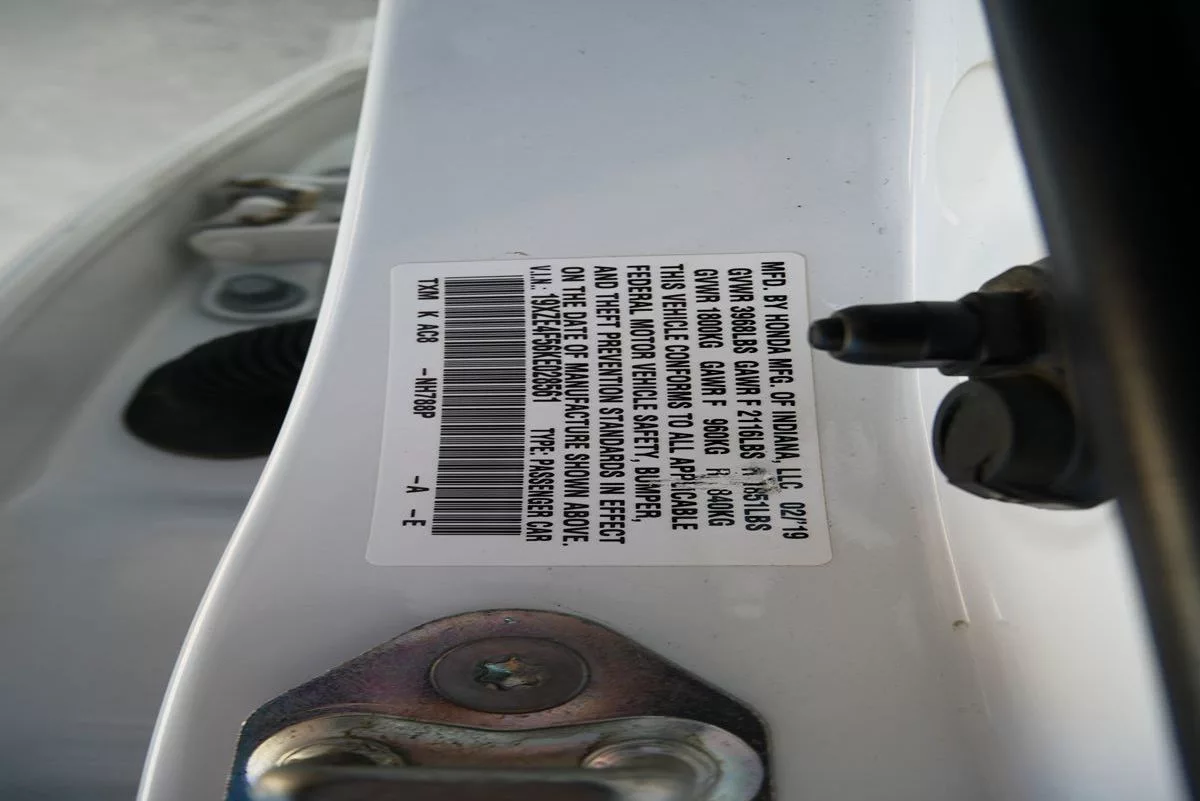 MFD. BY HONDA MFG. OF INDIANA, LLC 02/'19
GVWR 3968LBS GAWR F 2116LBS R 1851LBS
GVWR 1800KG GAWR F 960KG R 840KG
THIS VEHICLE CONFORMS TO ALL APPLICABLE
FEDERAL MOTOR VEHICLE SAFETY, BUMPER,
AND THEFT PREVENTION STANDARDS IN EFFECT
ON THE DATE OF MANUFACTURE SHOWN ABOVE.
V.I.N.: 19XZE4F55KE028561 TYPE: PASSENGER CAR
TXM K AC8 -NH788P -A -E